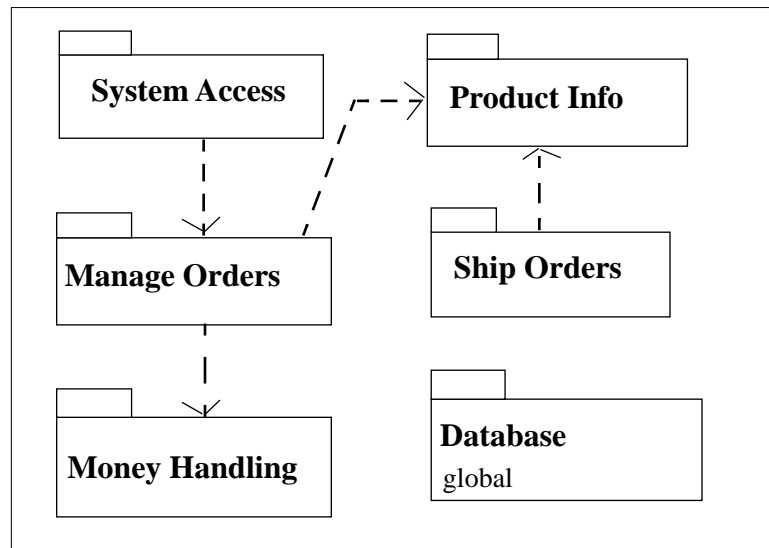 System Access
Product Info
Manage Orders
Ship Orders
Money Handling
Database
global